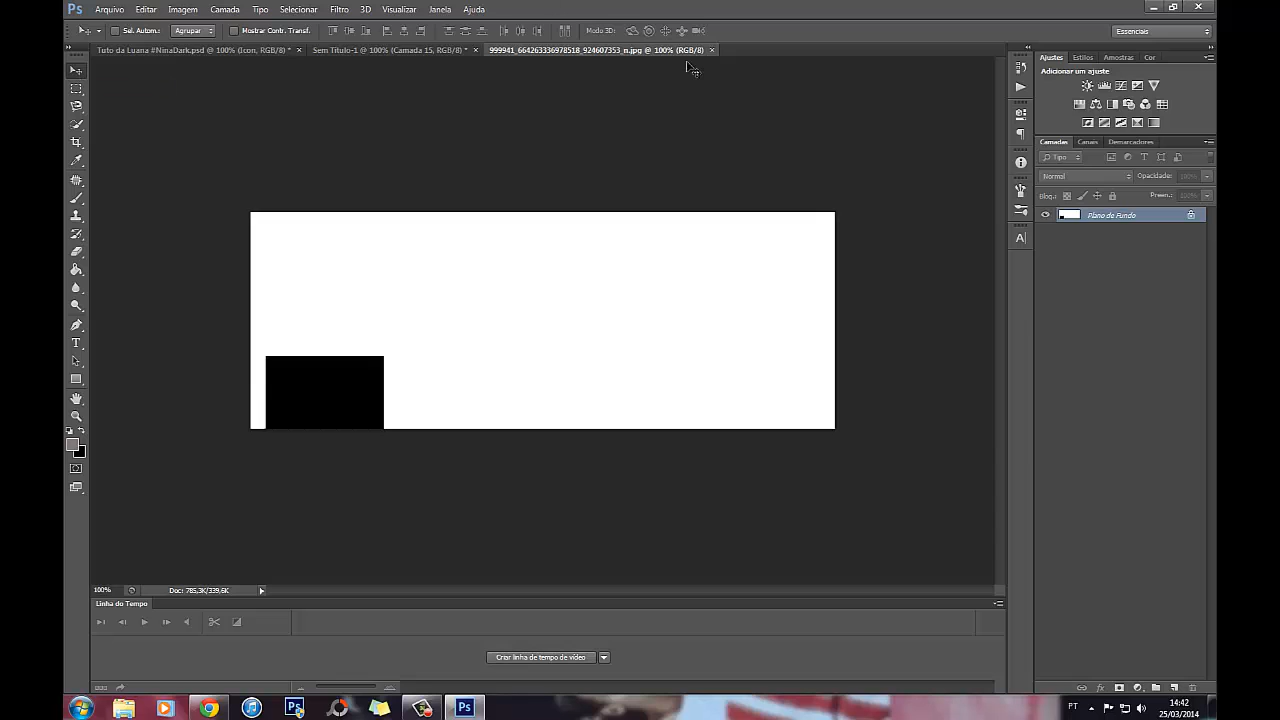 Ps Arquivo Editar Imagem Camada Tipo Selecionar Filtro 3D Visualizar Janela Ajuda
Sel. Autom.: Agrupar Mostrar Contr. Transf. Modo 3D: Essenciais
Tuto da Luana #NinaDark.psd @ 100% (Icon, RGB/8) * × Sem Título-1 @ 100% (Camada 15, RGB/8) * × 999941_664263336978518_924607353_n.jpg @ 100% (RGB/8) ×
Ajustes Estilos Amostras Cor
Adicionar um ajuste
Camadas Canais Demarcadores
Tipo
Normal Opacidade: 100%
Bloq.: Preen.: 100%
Plano de Fundo
100% Doc: 785,3K/339,6K
Linha do Tempo
Criar linha de tempo de vídeo
PT 14:42
25/03/2014